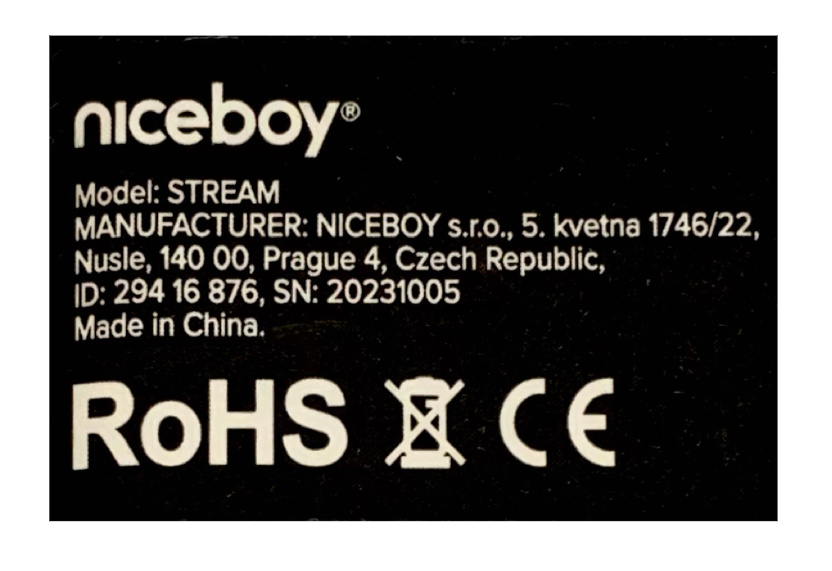 niceboy®
Model: STREAM
MANUFACTURER: NICEBOY s.r.o., 5. kvetna 1746/22,
Nusle, 140 00, Prague 4, Czech Republic,
ID: 294 16 876, SN: 20231005
Made in China.
RoHS CE